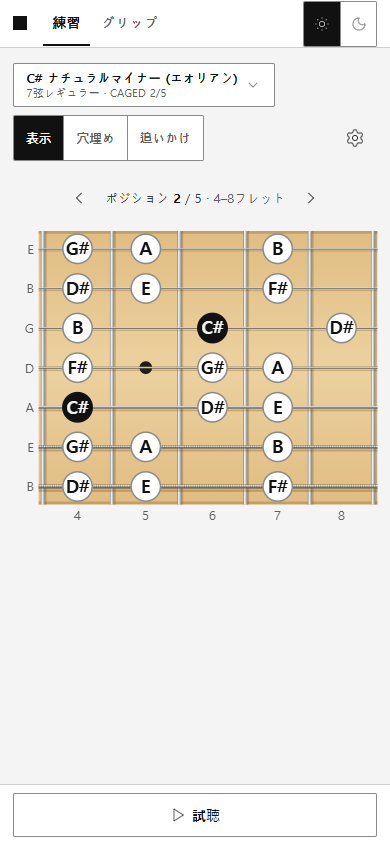 練習 グリップ
C# ナチュラルマイナー (エオリアン)
7弦レギュラー · CAGED 2/5
表示 穴埋め 追いかけ
ポジション 2 / 5 · 4–8フレット
E G# A B
B D# E F#
G B C# D#
D F# G# A
A C# D# E
E G# A B
B D# E F#
4 5 6 7 8
試聴